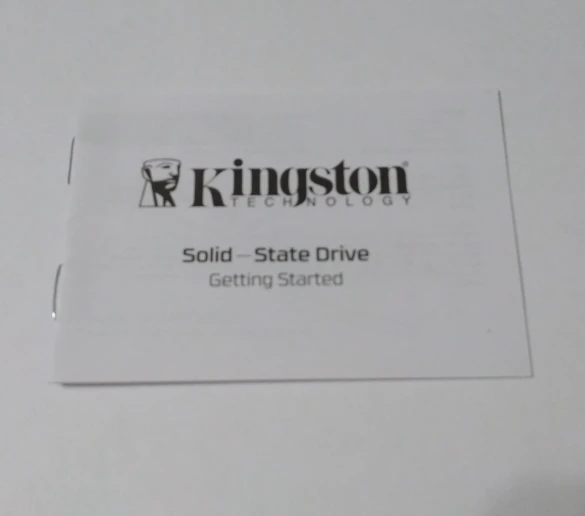 Kingston®
TECHNOLOGY
Solid – State Drive
Getting Started